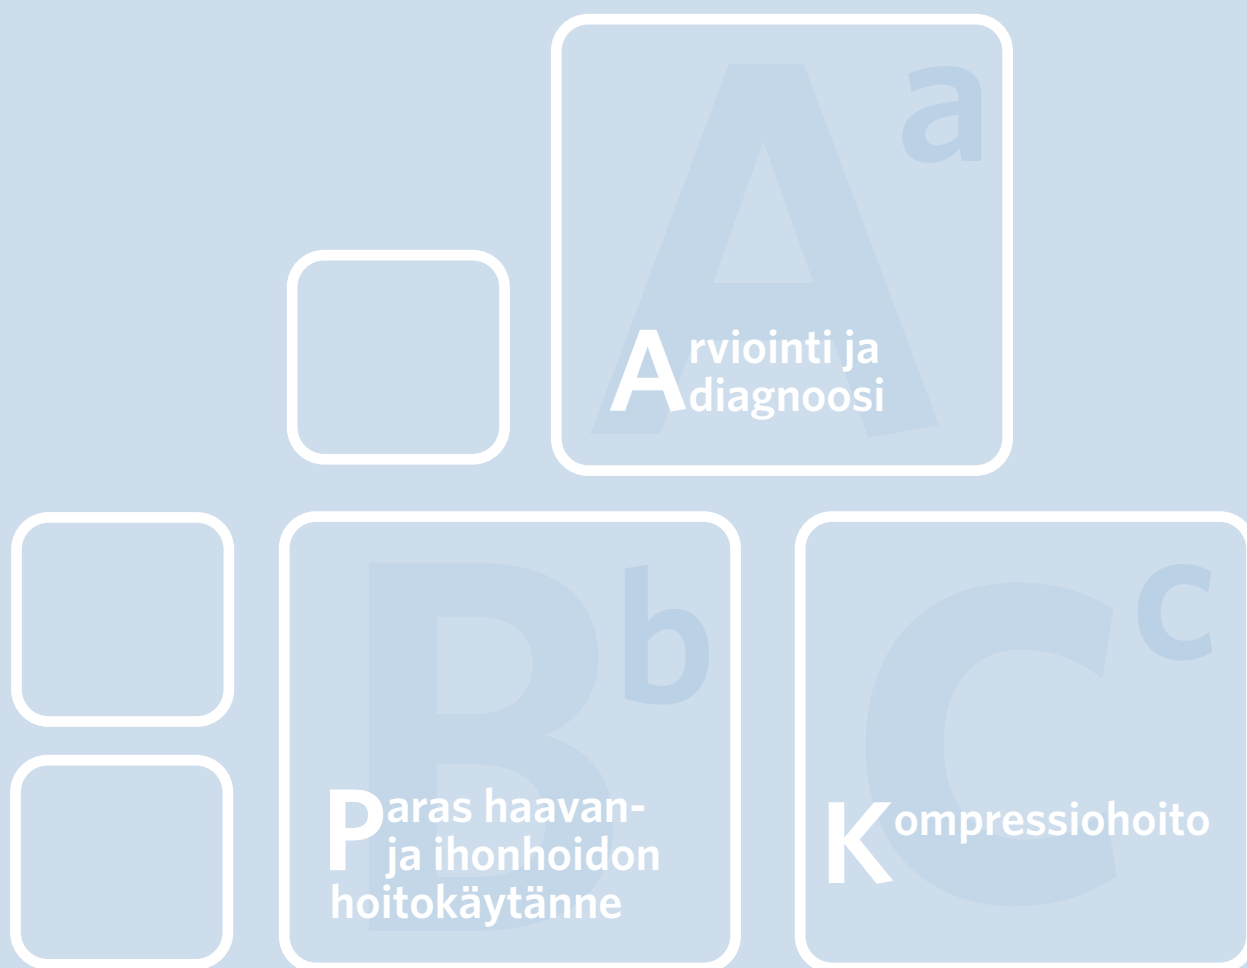 A a
Arviointi ja
diagnoosi
B b
Paras haavan-
ja ihonhoidon
hoitokäytänne
C c
Kompressiohoito